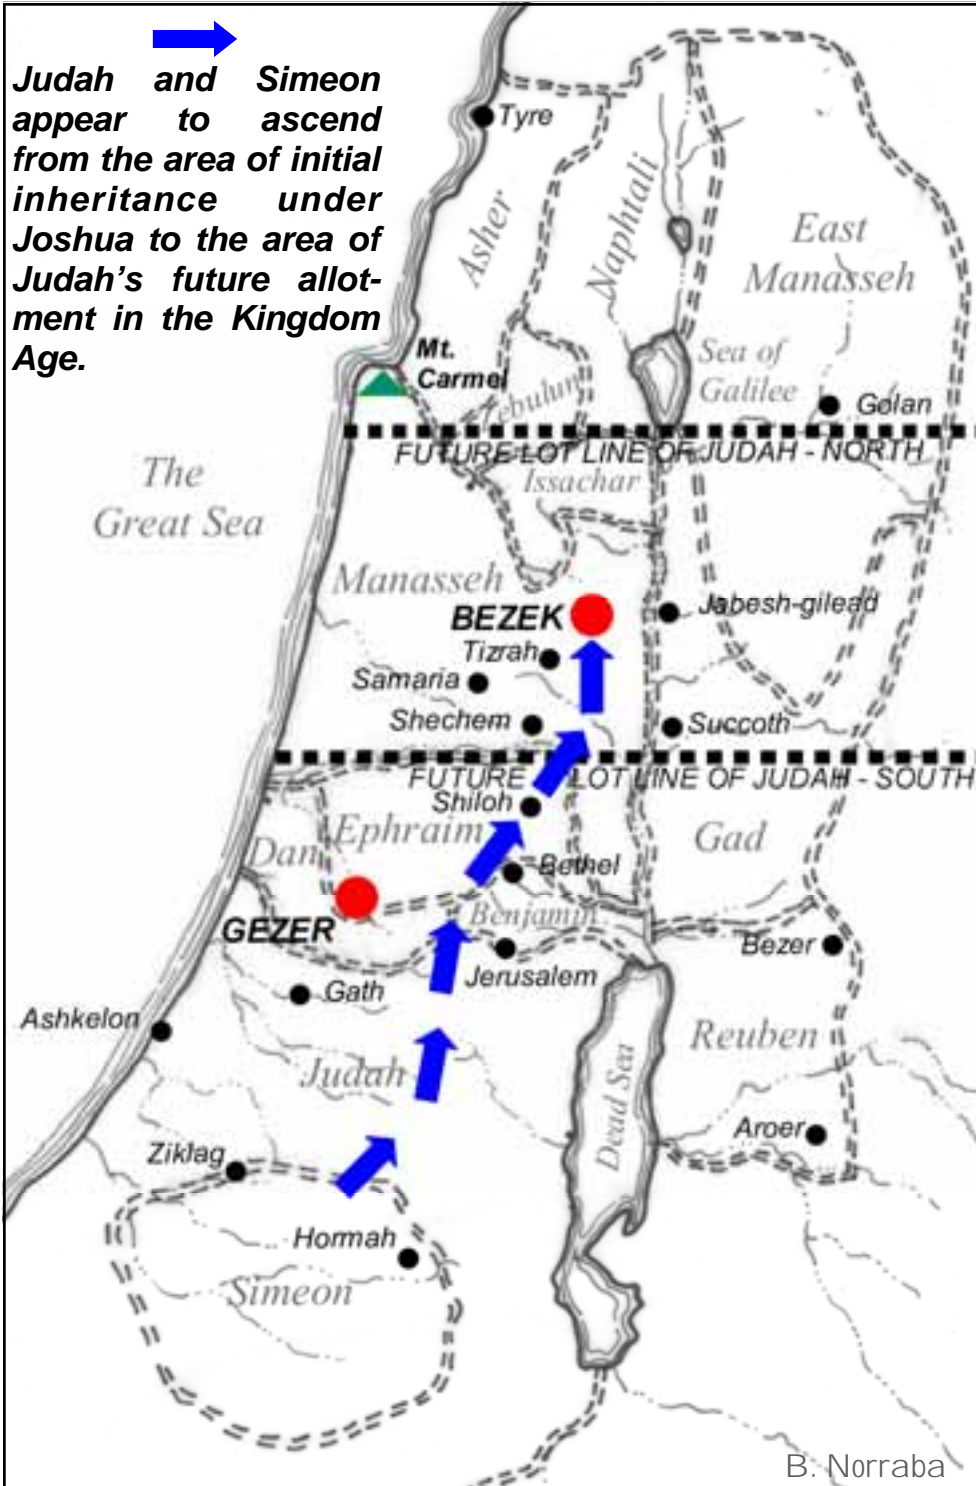 Judah and Simeon
appear to ascend
from the area of initial
inheritance under
Joshua to the area of
Judah's future allot-
ment in the Kingdom
Age.
Tyre
Asher
Naphtali
East
Manasseh
Mt.
Carmel
Zebulun
Sea of
Galilee
Golan
FUTURE LOT LINE OF JUDAH - NORTH
Issachar
The
Great Sea
Manasseh
BEZEK
Jabesh-gilead
Tizrah
Samaria
Shechem
Succoth
FUTURE LOT LINE OF JUDAH - SOUTH
Shiloh
Ephraim
Dan
Gad
Bethel
Benjamin
GEZER
Bezer
Jerusalem
Gath
Ashkelon
Reuben
Judah
Dead Sea
Aroer
Ziklag
Hormah
Simeon
B. Norraba